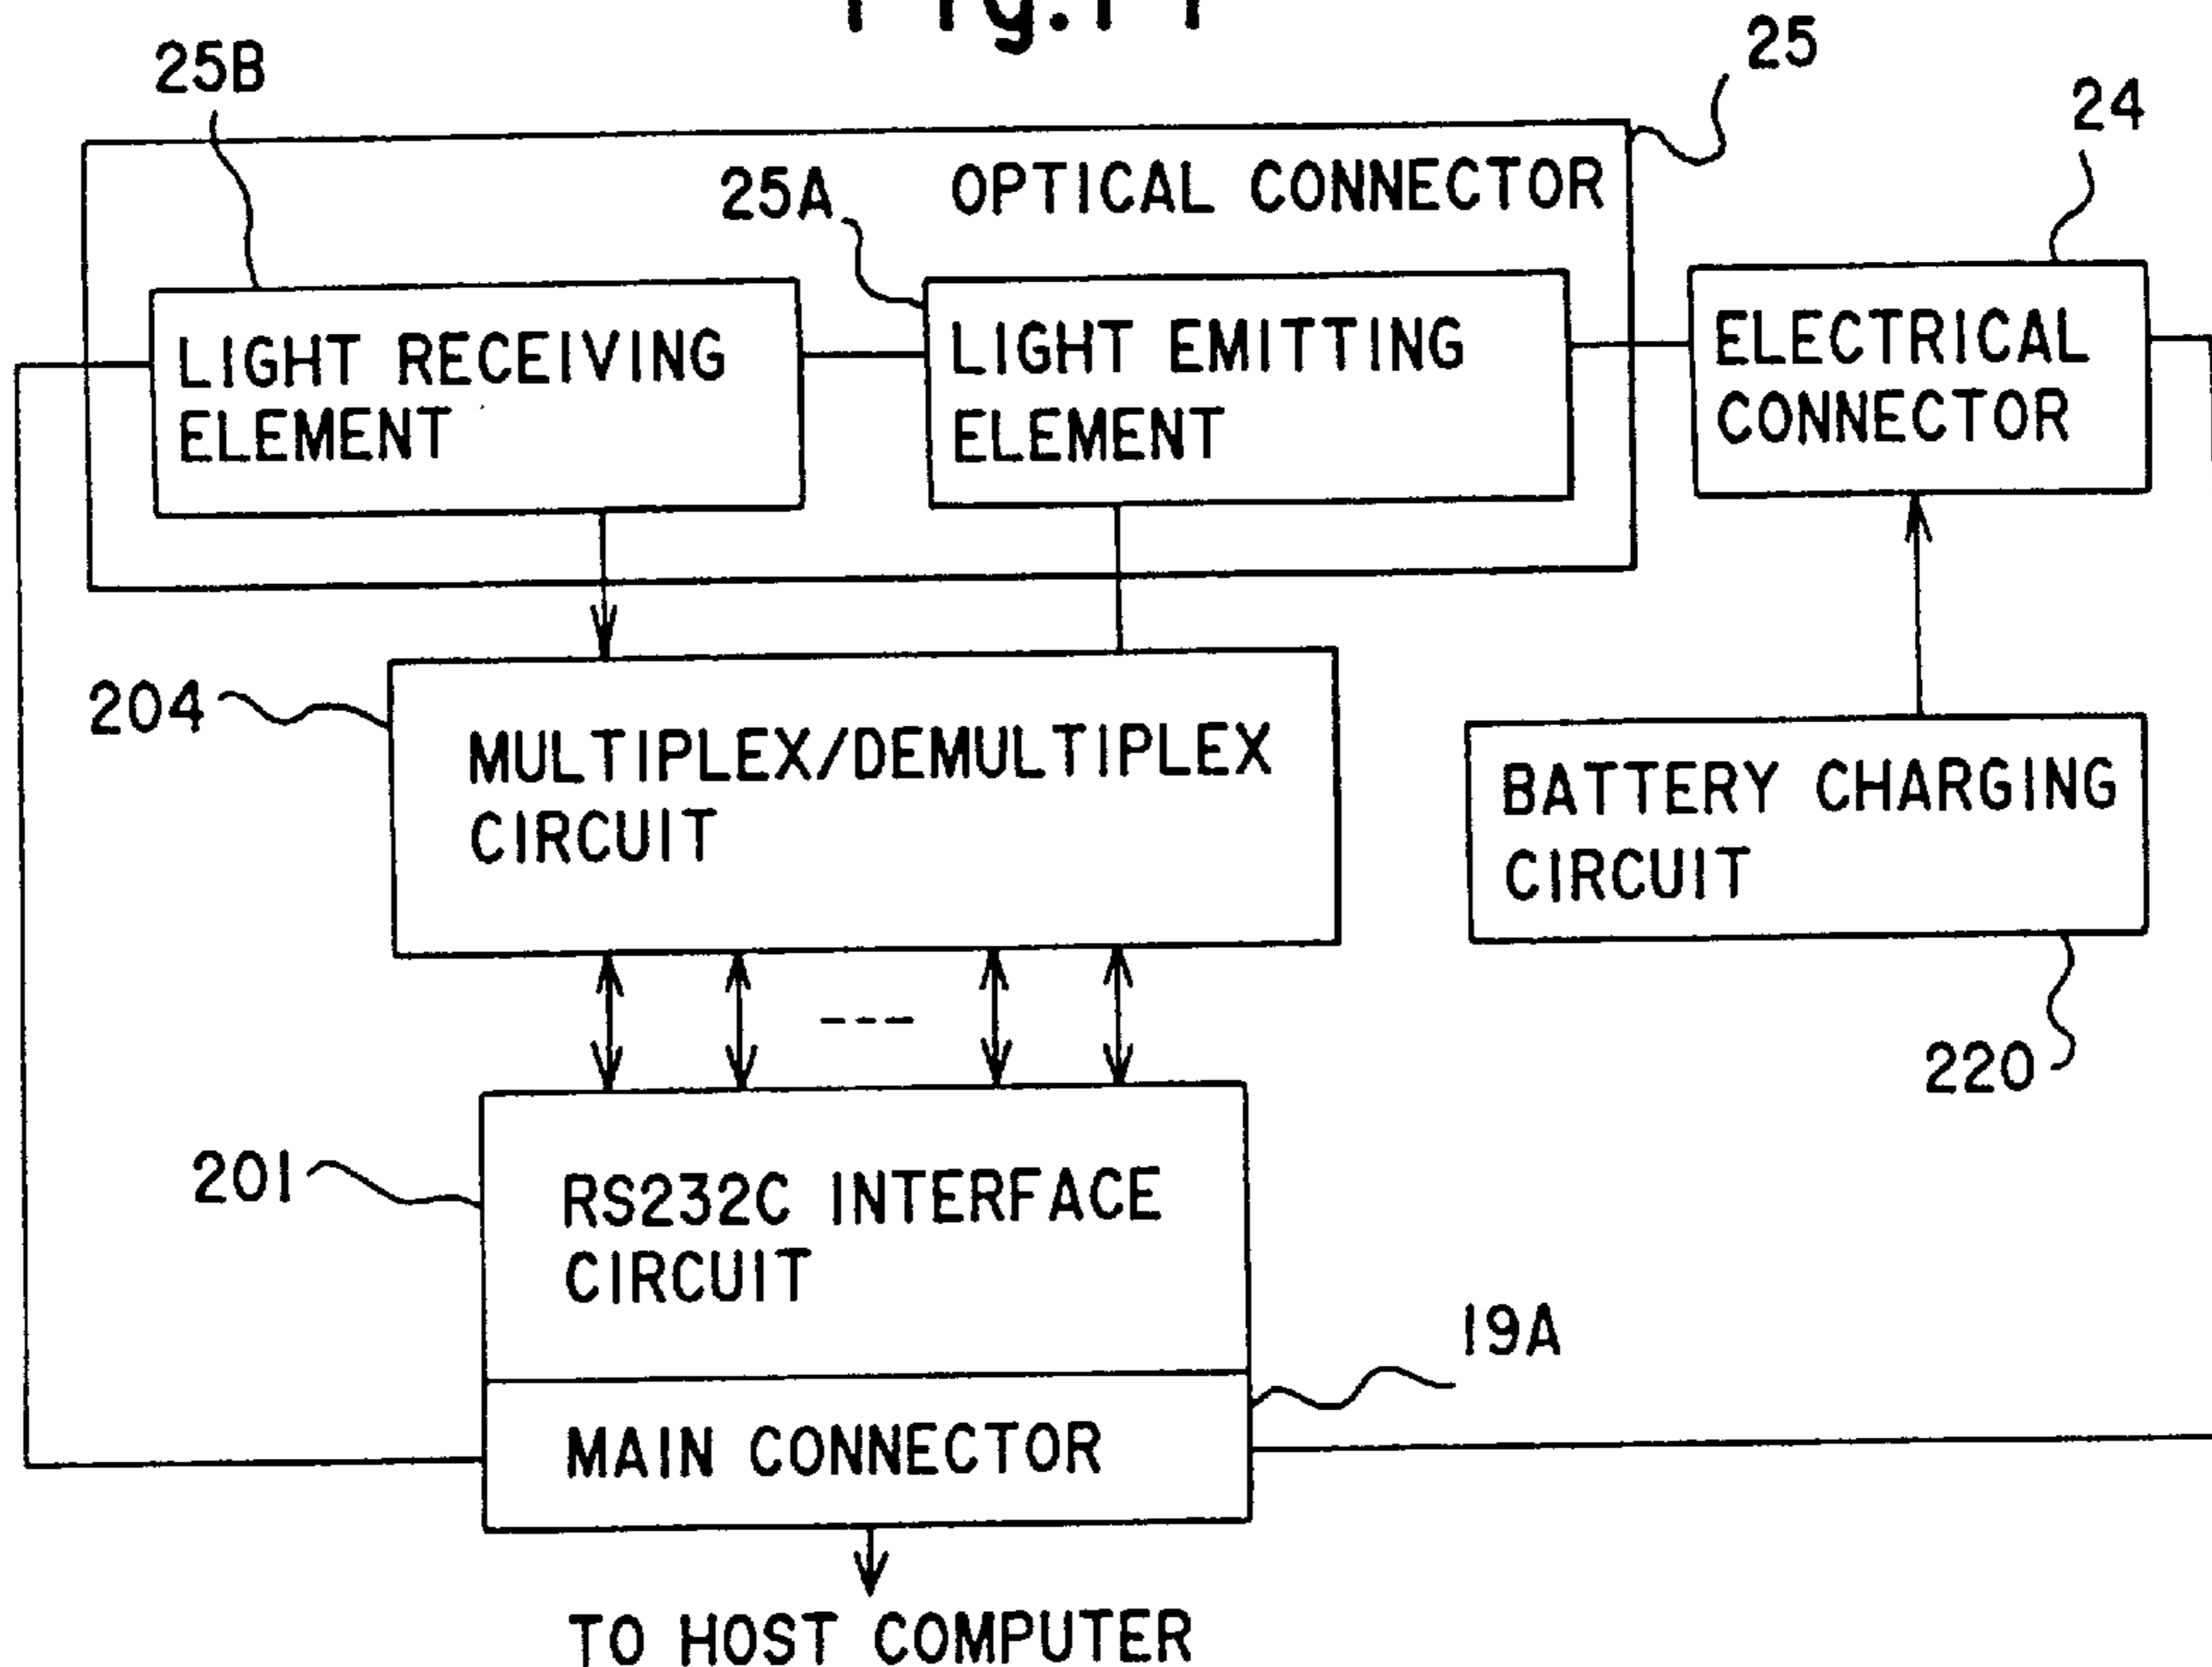 25B
25
24
25A
OPTICAL CONNECTOR
LIGHT RECEIVING
ELEMENT
LIGHT EMITTING
ELEMENT
ELECTRICAL
CONNECTOR
204
MULTIPLEX/DEMULTIPLEX
CIRCUIT
BATTERY CHARGING
CIRCUIT
220
201
RS232C INTERFACE
CIRCUIT
19A
MAIN CONNECTOR
TO HOST COMPUTER